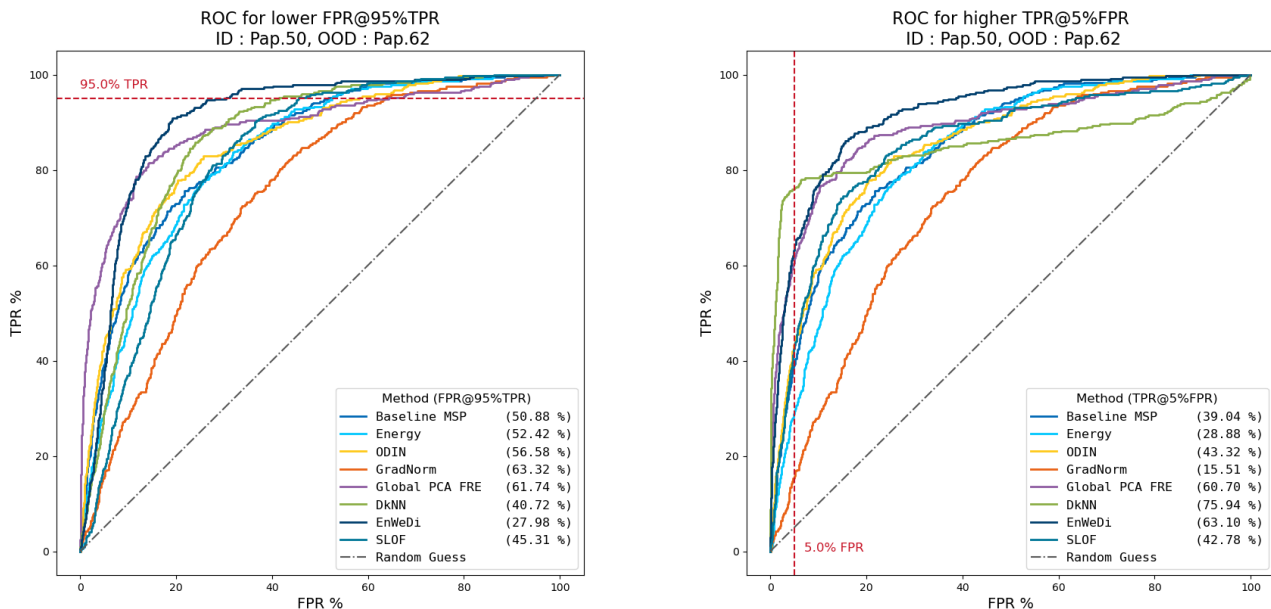 ROC for lower FPR@95%TPR
ID : Pap.50, OOD : Pap.62
95.0% TPR
TPR %
100
80
60
40
20
0
0 20 40 60 80 100
FPR %
Method (FPR@95%TPR)
Baseline MSP (50.88 %)
Energy (52.42 %)
ODIN (56.58 %)
GradNorm (63.32 %)
Global PCA FRE (61.74 %)
DkNN (40.72 %)
EnWeDi (27.98 %)
SLOF (45.31 %)
Random Guess
ROC for higher TPR@5%FPR
ID : Pap.50, OOD : Pap.62
TPR %
100
80
60
40
20
0
0 20 40 60 80 100
FPR %
5.0% FPR
Method (TPR@5%FPR)
Baseline MSP (39.04 %)
Energy (28.88 %)
ODIN (43.32 %)
GradNorm (15.51 %)
Global PCA FRE (60.70 %)
DkNN (75.94 %)
EnWeDi (63.10 %)
SLOF (42.78 %)
Random Guess